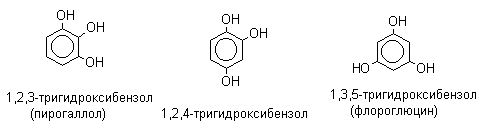 OH
OH
OH
1,2,3-тригидроксибензол
(пирогаллол)
OH
OH
OH
1,2,4-тригидроксибензол
OH
HO
OH
1,3,5-тригидроксибензол
(флороглюцин)